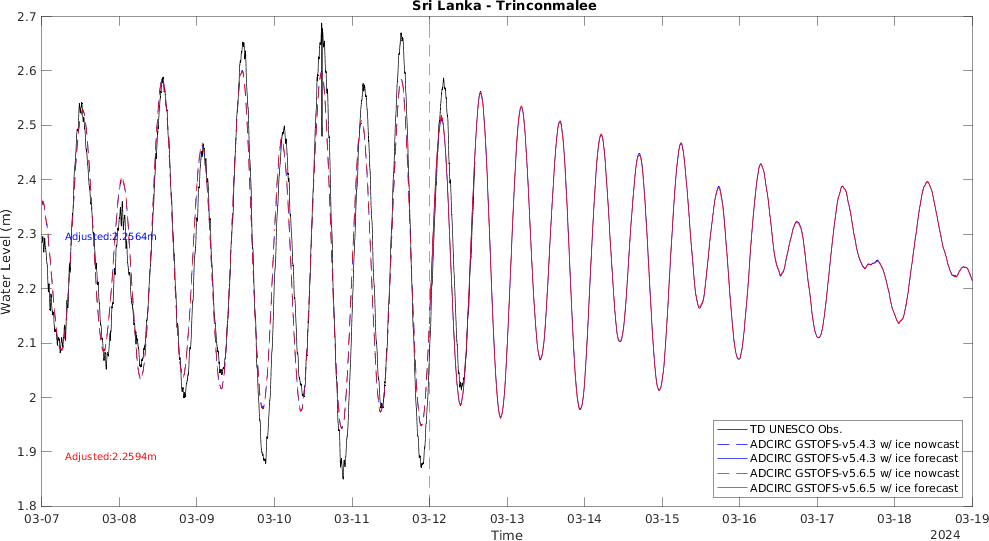 Sri Lanka - Trinconmalee
Water Level (m)
2.7
2.6
2.5
2.4
2.3
2.2
2.1
2
1.9
1.8
Adjusted:2.2564m
Adjusted:2.2594m
TD UNESCO Obs.
ADCIRC GSTOFS-v5.4.3 w/ ice nowcast
ADCIRC GSTOFS-v5.4.3 w/ ice forecast
ADCIRC GSTOFS-v5.6.5 w/ ice nowcast
ADCIRC GSTOFS-v5.6.5 w/ ice forecast
03-07 03-08 03-09 03-10 03-11 03-12 03-13 03-14 03-15 03-16 03-17 03-18 03-19
Time
2024